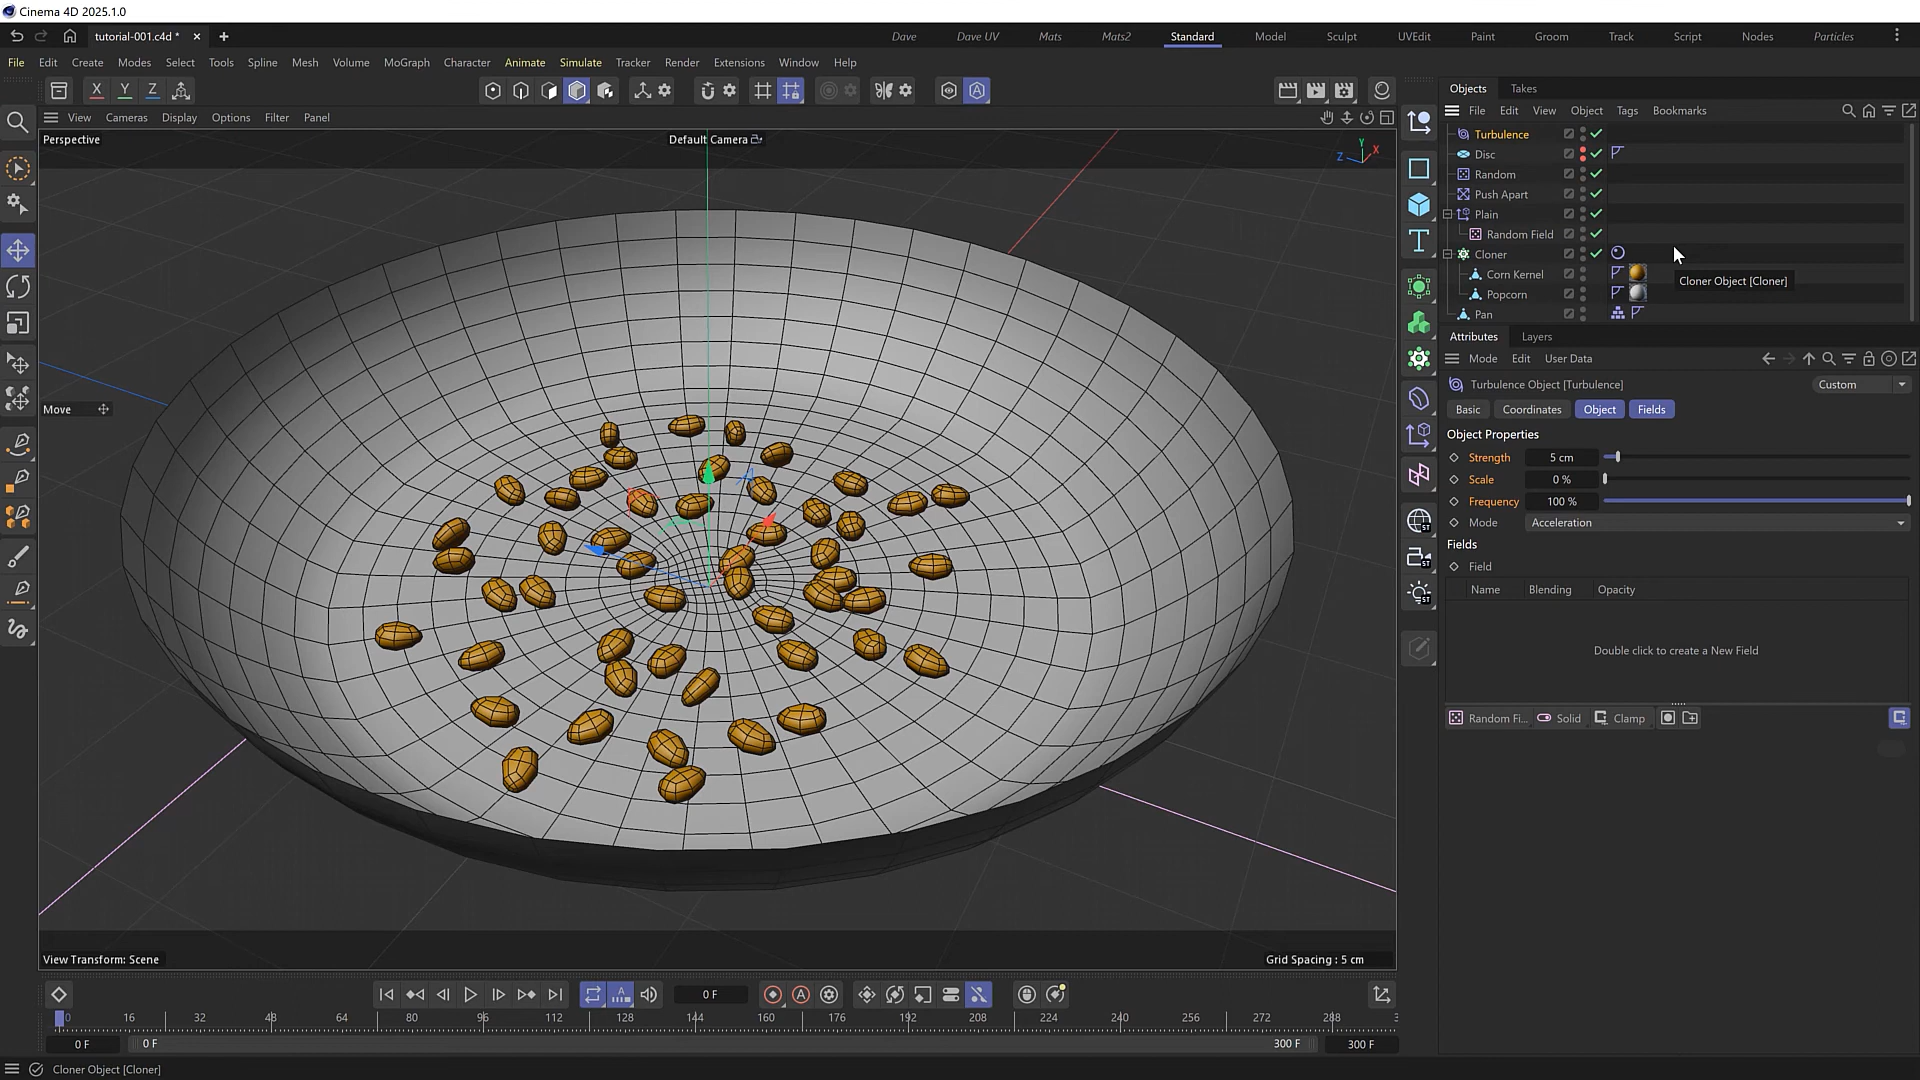 Cinema 4D 2025.1.0
tutorial-001.c4d *
Dave Dave UV Mats Mats2 Standard Model Sculpt UVEdit Paint Groom Track Script Nodes Particles
File Edit Create Modes Select Tools Spline Mesh Volume MoGraph Character Animate Simulate Tracker Render Extensions Window Help
X Y Z
Objects Takes
File Edit View Object Tags Bookmarks
View Cameras Display Options Filter Panel
Perspective
Default Camera
Y X Z
Turbulence
Disc
Random
Push Apart
Plain
Random Field
Cloner
Corn Kernel
Popcorn
Pan
Cloner Object [Cloner]
Attributes Layers
Mode Edit User Data
Turbulence Object [Turbulence] Custom
Basic Coordinates Object Fields
Object Properties
Strength 5 cm
Scale 0 %
Frequency 100 %
Mode Acceleration
Fields
Field
Name Blending Opacity
Double click to create a New Field
Random Fi... Solid Clamp
Move
View Transform: Scene
Grid Spacing : 5 cm
0 F
0 16 32 48 64 80 96 112 128 144 160 176 192 208 224 240 256 272 288 3
0 F 0 F 300 F 300 F
Cloner Object [Cloner]